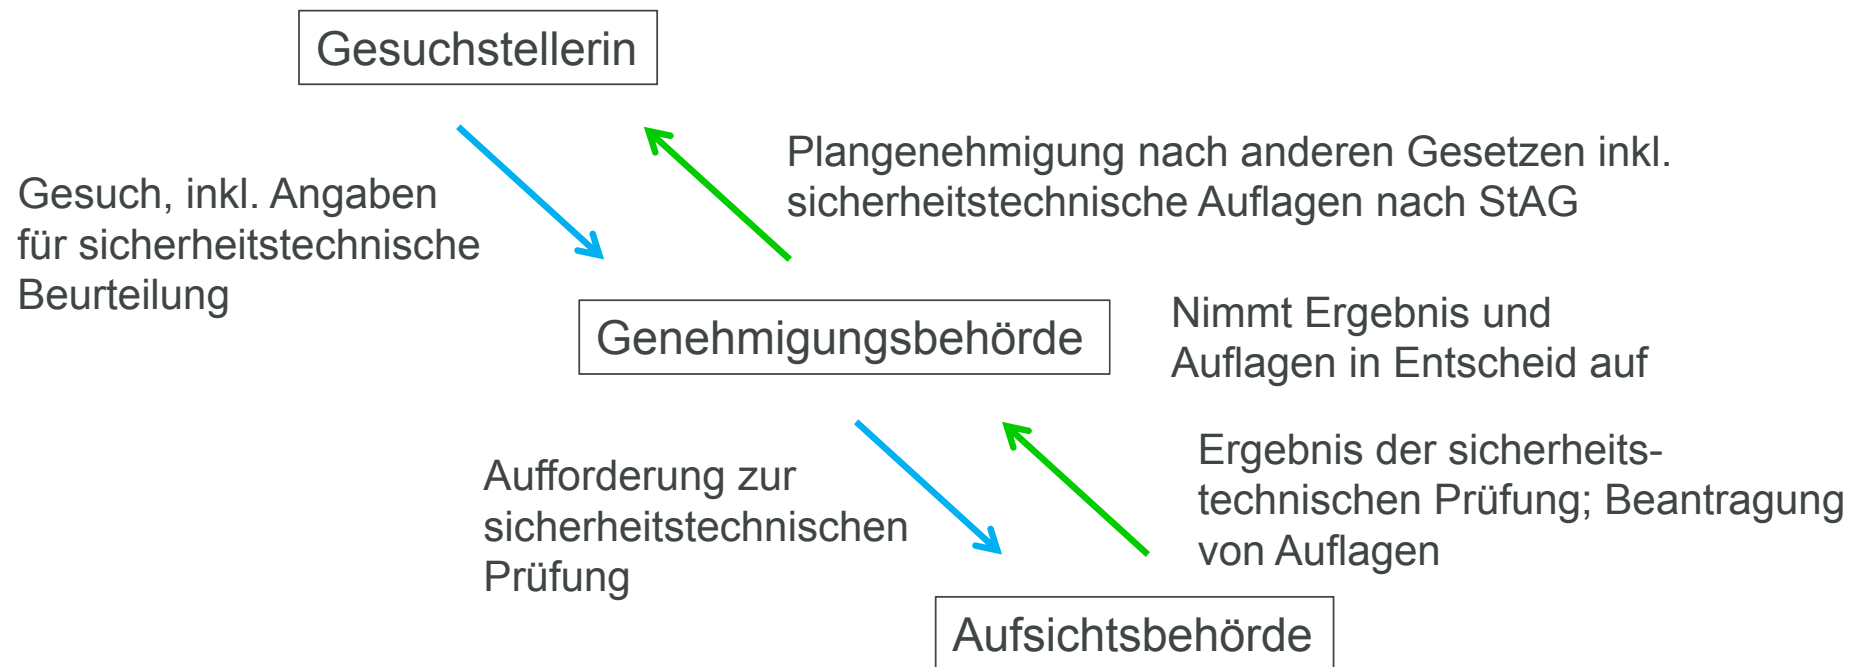 Gesuchstellerin
Plangenehmigung nach anderen Gesetzen inkl.
sicherheitstechnische Auflagen nach StAG
Gesuch, inkl. Angaben
für sicherheitstechnische
Beurteilung
Genehmigungsbehörde
Nimmt Ergebnis und
Auflagen in Entscheid auf
Aufforderung zur
sicherheitstechnischen
Prüfung
Ergebnis der sicherheits-
technischen Prüfung; Beantragung
von Auflagen
Aufsichtsbehörde